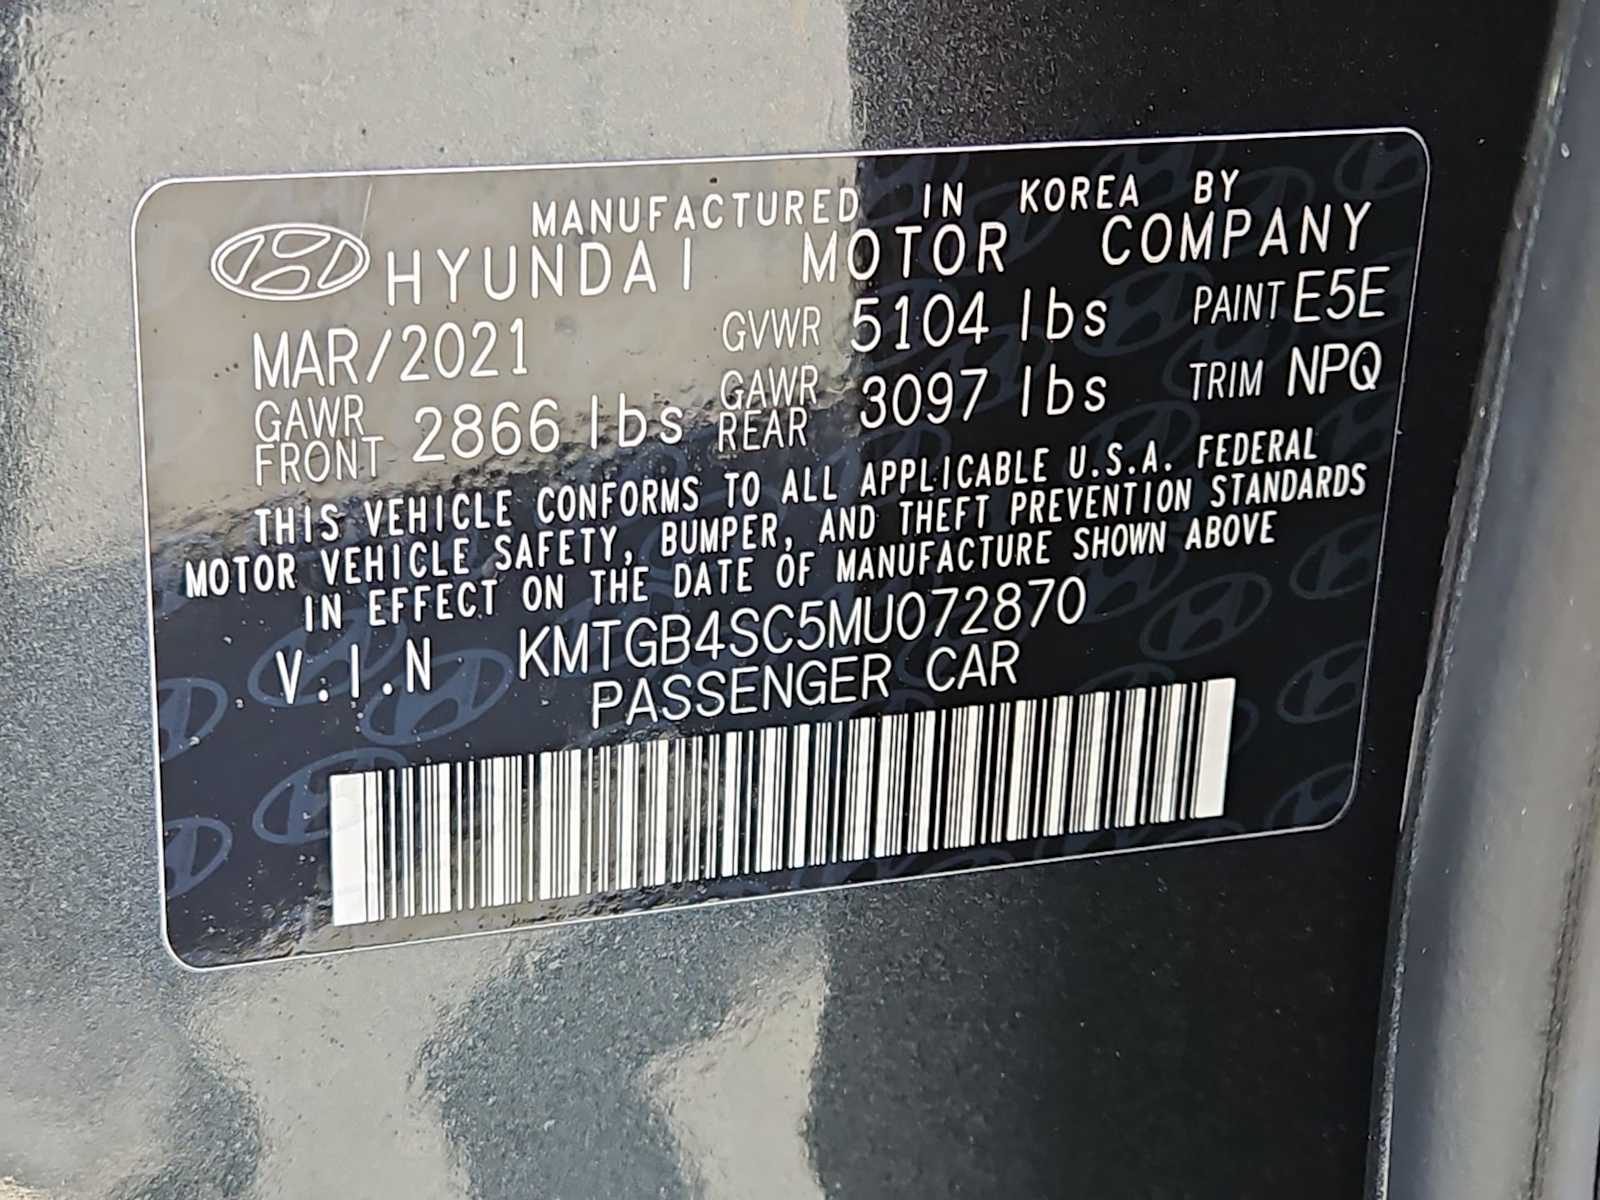 MANUFACTURED IN KOREA BY
HYUNDAI MOTOR COMPANY
MAR/2021 GVWR 5104 lbs PAINT E5E
GAWR FRONT 2866 lbs GAWR REAR 3097 lbs TRIM NPQ
THIS VEHICLE CONFORMS TO ALL APPLICABLE U.S.A. FEDERAL
MOTOR VEHICLE SAFETY, BUMPER, AND THEFT PREVENTION STANDARDS
IN EFFECT ON THE DATE OF MANUFACTURE SHOWN ABOVE
V.I.N KMTGB4SC5MU072870
PASSENGER CAR